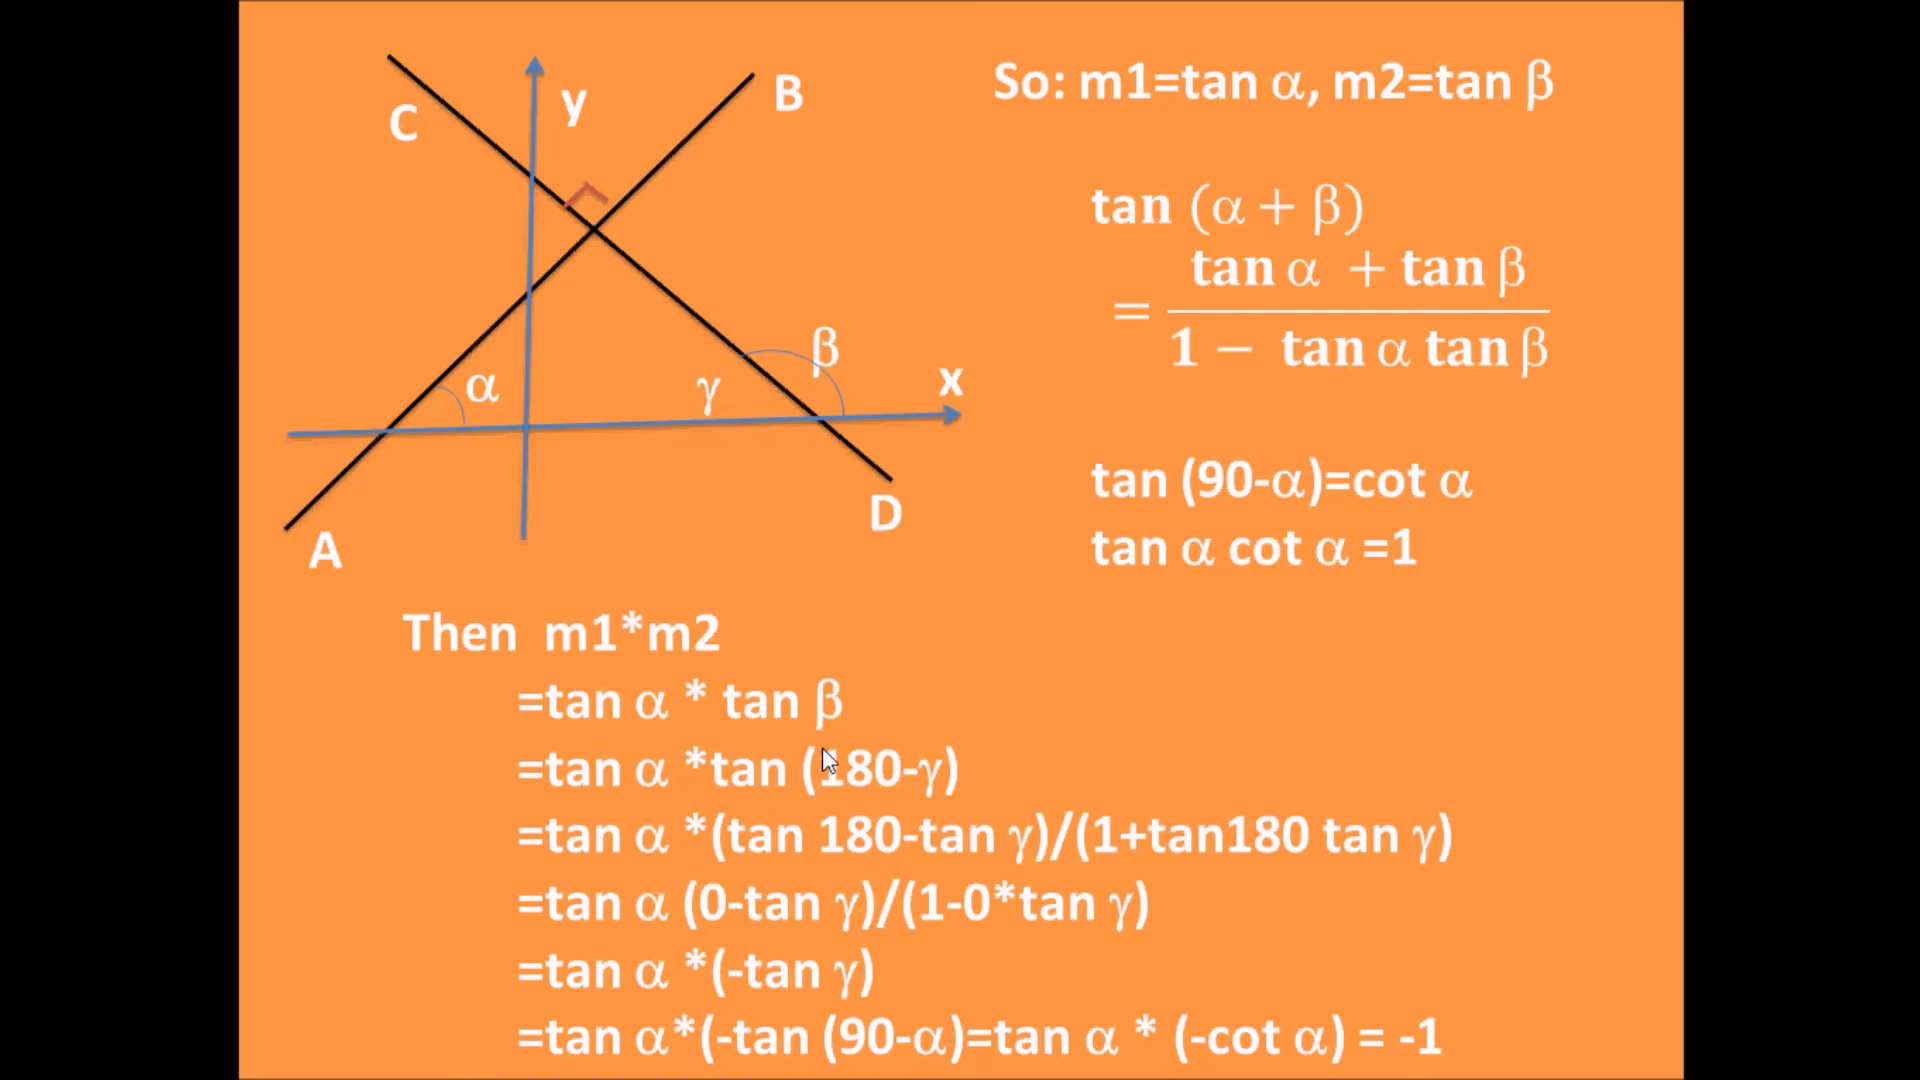 C
y
B
So: m1=tan α, m2=tan β
tan (α + β)
= tan α + tan β
1 − tan α tan β
α
γ
β
x
A
D
tan (90-α)=cot α
tan α cot α =1
Then m1*m2
=tan α * tan β
=tan α *tan (180-γ)
=tan α *(tan 180-tan γ)/(1+tan180 tan γ)
=tan α (0-tan γ)/(1-0*tan γ)
=tan α *(-tan γ)
=tan α*(-tan (90-α)=tan α * (-cot α) = -1